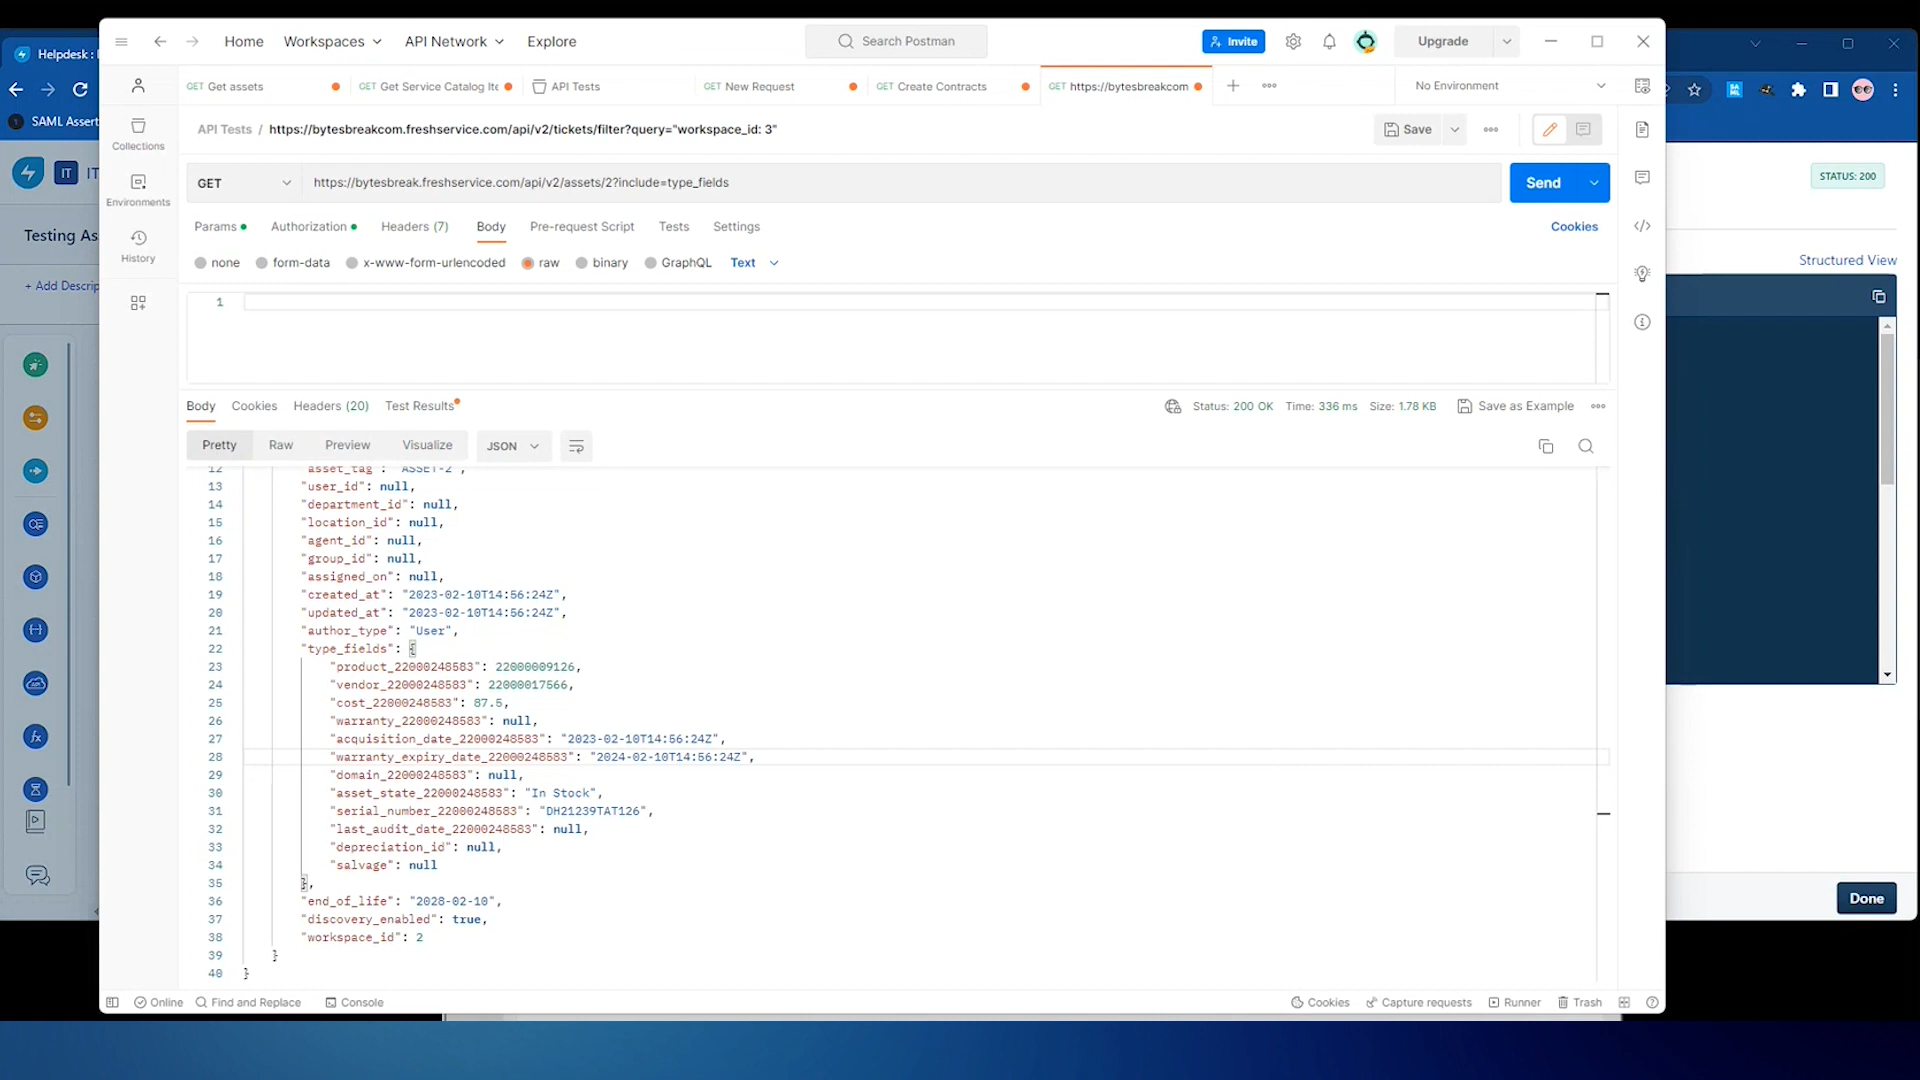 Home Workspaces API Network Explore
Search Postman
Invite
Upgrade
Helpdesk :
GET Get assets
GET Get Service Catalog Ite
API Tests
GET New Request
GET Create Contracts
GET https://bytesbreakcom
No Environment
SAML Assert
API Tests / https://bytesbreakcom.freshservice.com/api/v2/tickets/filter?query="workspace_id: 3"
Save
Collections
IT IT
STATUS: 200
GET https://bytesbreak.freshservice.com/api/v2/assets/2?include=type_fields
Send
Environments
Params Authorization Headers (7) Body Pre-request Script Tests Settings
Cookies
Testing As
History
none form-data x-www-form-urlencoded raw binary GraphQL Text
Structured View
+ Add Descrip
1
Body Cookies Headers (20) Test Results
Status: 200 OK Time: 336 ms Size: 1.78 KB Save as Example
Pretty Raw Preview Visualize JSON
12 "asset_tag": "ASSET-2",
13 "user_id": null,
14 "department_id": null,
15 "location_id": null,
16 "agent_id": null,
17 "group_id": null,
18 "assigned_on": null,
19 "created_at": "2023-02-10T14:56:24Z",
20 "updated_at": "2023-02-10T14:56:24Z",
21 "author_type": "User",
22 "type_fields": {
23 "product_22000248583": 22000009126,
24 "vendor_22000248583": 22000017566,
25 "cost_22000248583": 87.5,
26 "warranty_22000248583": null,
27 "acquisition_date_22000248583": "2023-02-10T14:56:24Z",
28 "warranty_expiry_date_22000248583": "2024-02-10T14:56:24Z",
29 "domain_22000248583": null,
30 "asset_state_22000248583": "In Stock",
31 "serial_number_22000248583": "DH21239TAT126",
32 "last_audit_date_22000248583": null,
33 "depreciation_id": null,
34 "salvage": null
35 },
36 "end_of_life": "2028-02-10",
37 "discovery_enabled": true,
38 "workspace_id": 2
39 }
40 }
Done
Online Find and Replace Console
Cookies Capture requests Runner Trash